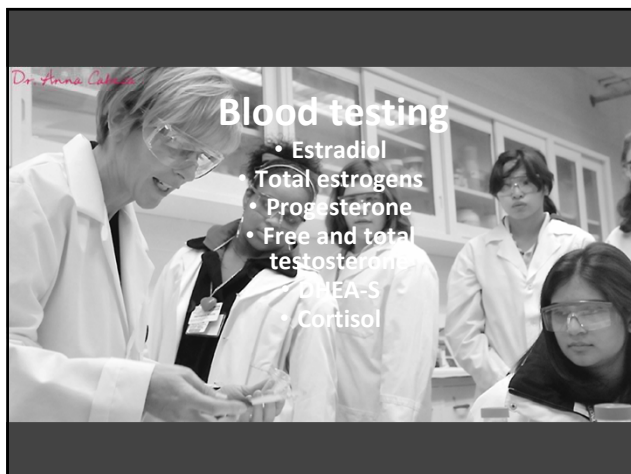 Dr. Anna Cabeca
Blood testing
• Estradiol
• Total estrogens
• Progesterone
• Free and total
testosterone
• DHEA-S
• Cortisol